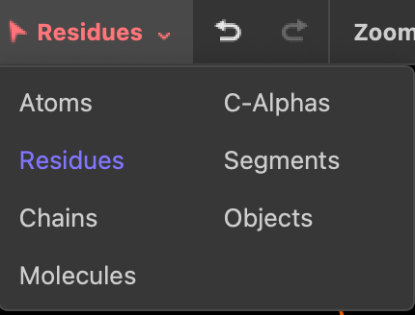 Residues Zoom
Atoms C-Alphas
Residues Segments
Chains Objects
Molecules